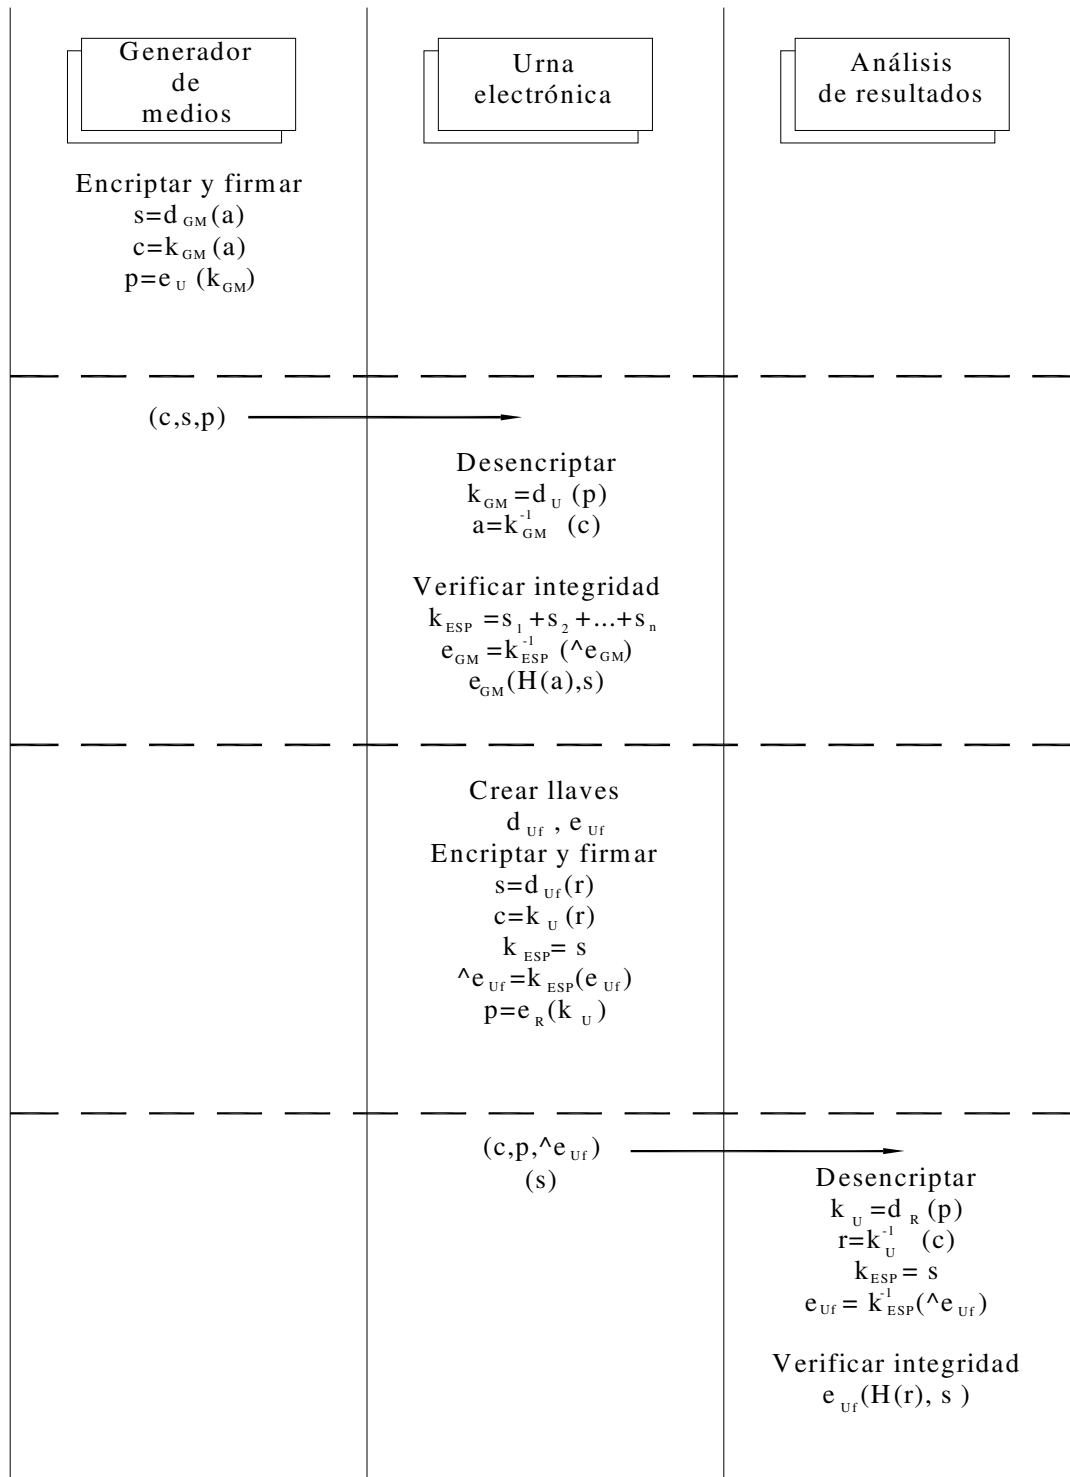 Generador
de
medios
Urna
electrónica
Análisis
de resultados
Encriptar y firmar
s=d GM (a)
c=k GM (a)
p=e U (k GM)
(c,s,p)
Desencriptar
k GM =d U (p)
a=k GM -1 (c)
Verificar integridad
k ESP =s 1 +s 2 +...+s n
e GM =k ESP -1 (^e GM)
e GM (H(a),s)
Crear llaves
d Uf , e Uf
Encriptar y firmar
s=d Uf (r)
c=k U (r)
k ESP= s
^e Uf =k ESP (e Uf)
p=e R (k U)
(c,p,^e Uf)
(s)
Desencriptar
k U =d R (p)
r=k U -1 (c)
k ESP = s
e Uf = k ESP -1 (^e Uf)
Verificar integridad
e Uf (H(r), s )